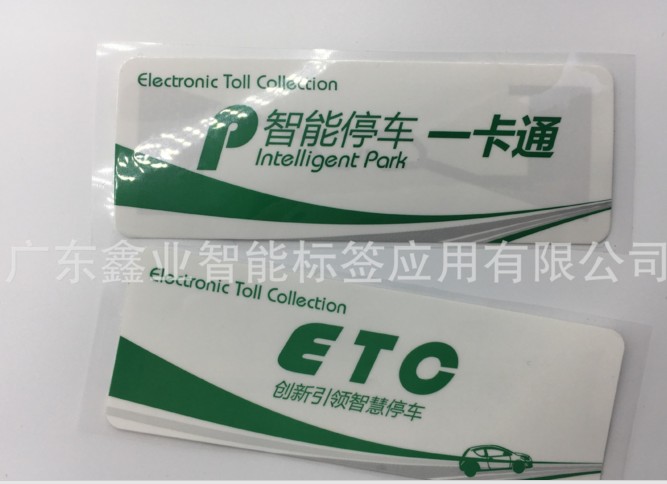 Electronic Toll Collection
P 智能停车 一卡通
Intelligent Park
广东鑫业智能标签应用有限公司
Electronic Toll Collection
ETC
创新引领智慧停车